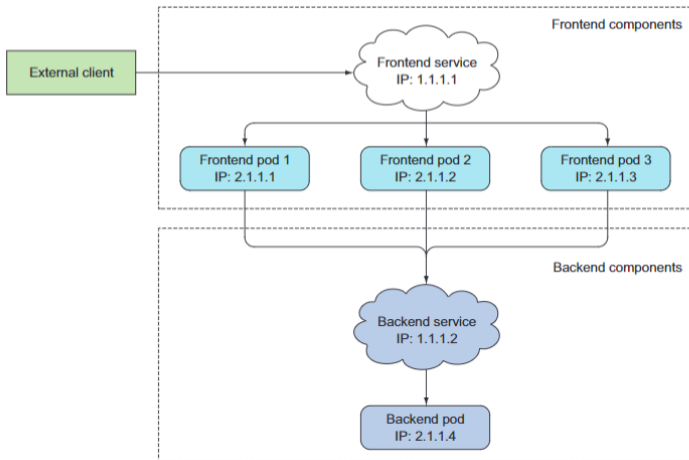 Frontend components
External client
Frontend service
IP: 1.1.1.1
Frontend pod 1
IP: 2.1.1.1
Frontend pod 2
IP: 2.1.1.2
Frontend pod 3
IP: 2.1.1.3
Backend components
Backend service
IP: 1.1.1.2
Backend pod
IP: 2.1.1.4